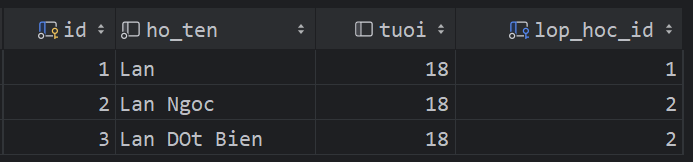 id ho_ten tuoi lop_hoc_id
1 Lan 18 1
2 Lan Ngoc 18 2
3 Lan DOt Bien 18 2